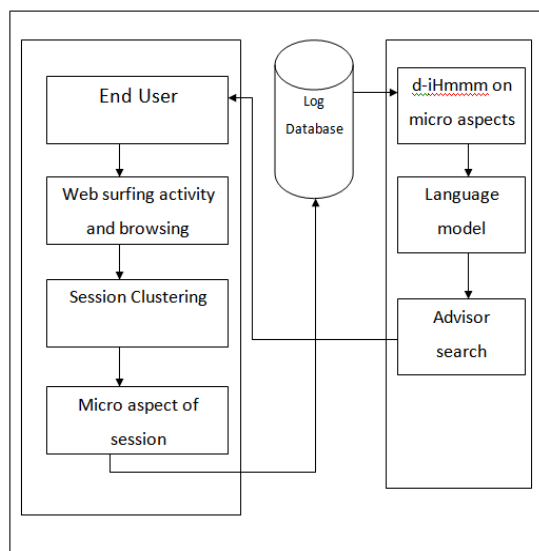 End User
Web surfing activity
and browsing
Session Clustering
Micro aspect of
session
Log
Database
d-iHmmm on
micro aspects
Language
model
Advisor
search